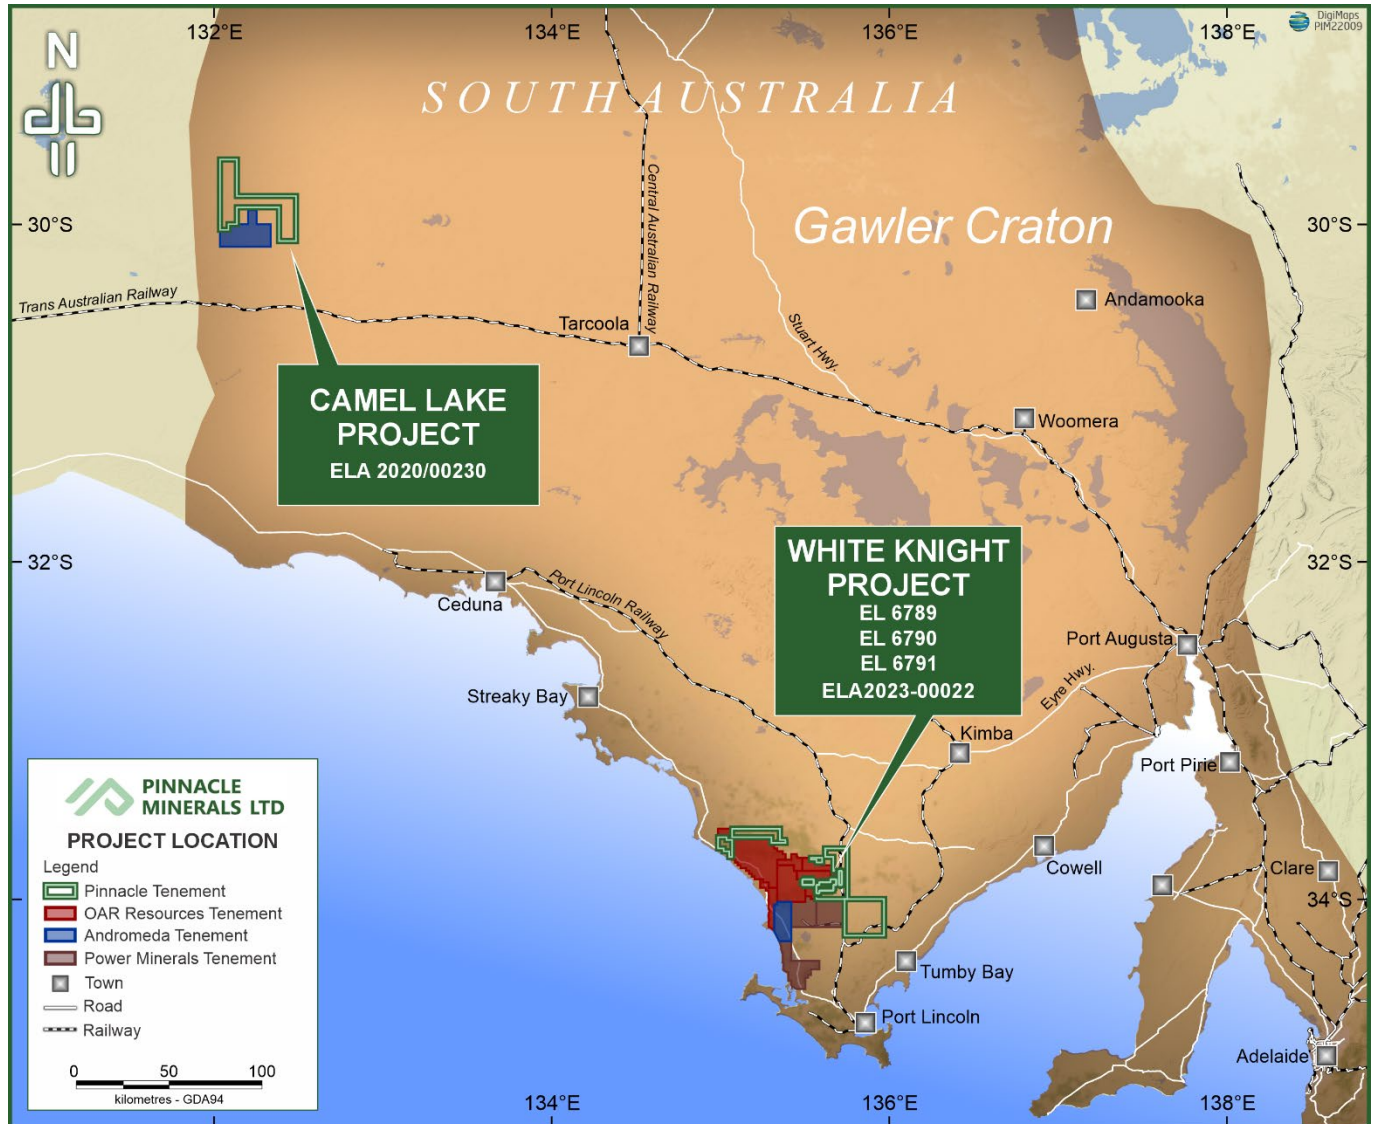 132°E
134°E
136°E
138°E
DigiMaps
PIM22009
N
SOUTH AUSTRALIA
30°S
Gawler Craton
30°S
Central Australian Railway
Trans Australian Railway
Andamooka
Tarcoola
Stuart Hwy.
CAMEL LAKE
PROJECT
ELA 2020/00230
Woomera
32°S
WHITE KNIGHT
PROJECT
EL 6789
EL 6790
EL 6791
ELA2023-00022
32°S
Ceduna
Port Lincoln Railway
Port Augusta
Streaky Bay
Eyre Hwy.
Kimba
Port Pirie
PINNACLE
MINERALS LTD
PROJECT LOCATION
Legend
Pinnacle Tenement
OAR Resources Tenement
Andromeda Tenement
Power Minerals Tenement
Town
Road
Railway
0 50 100
kilometres - GDA94
Cowell
Clare
34°S
Tumby Bay
Port Lincoln
Adelaide
134°E
136°E
138°E